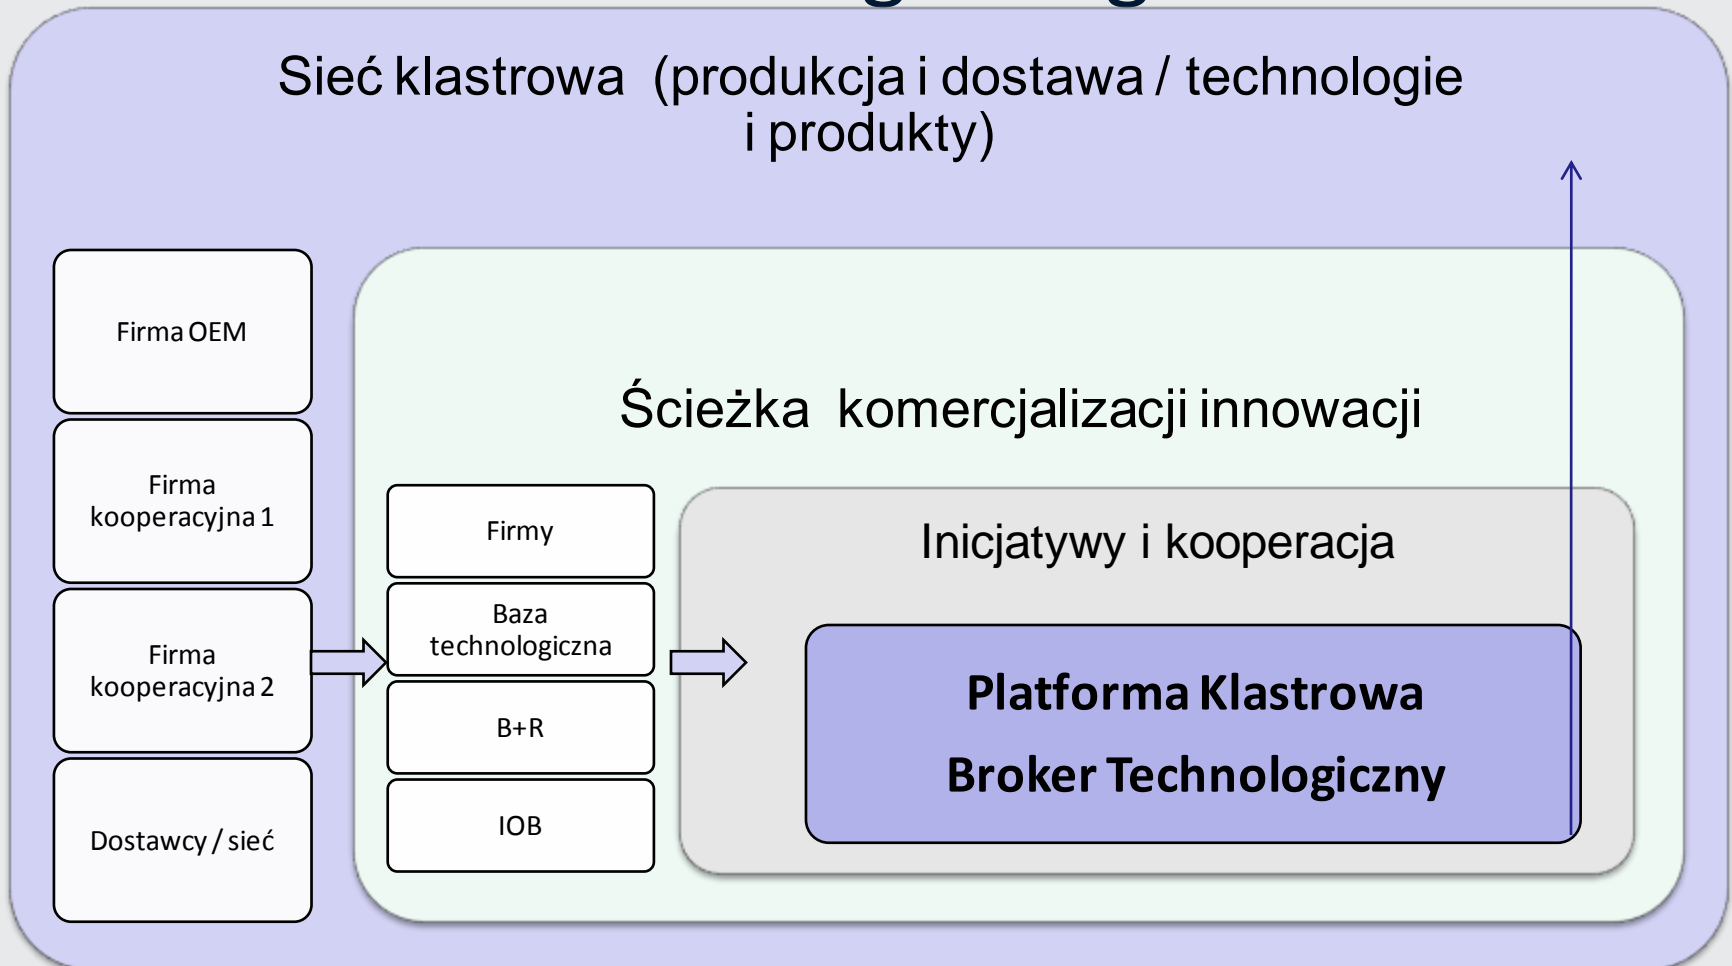 Sieć klastrowa (produkcja i dostawa / technologie
i produkty)
Firma OEM
Firma
kooperacyjna 1
Firma
kooperacyjna 2
Dostawcy / sieć
Ścieżka komercjalizacji innowacji
Firmy
Baza
technologiczna
B+R
IOB
Inicjatywy i kooperacja
Platforma Klastrowa
Broker Technologiczny